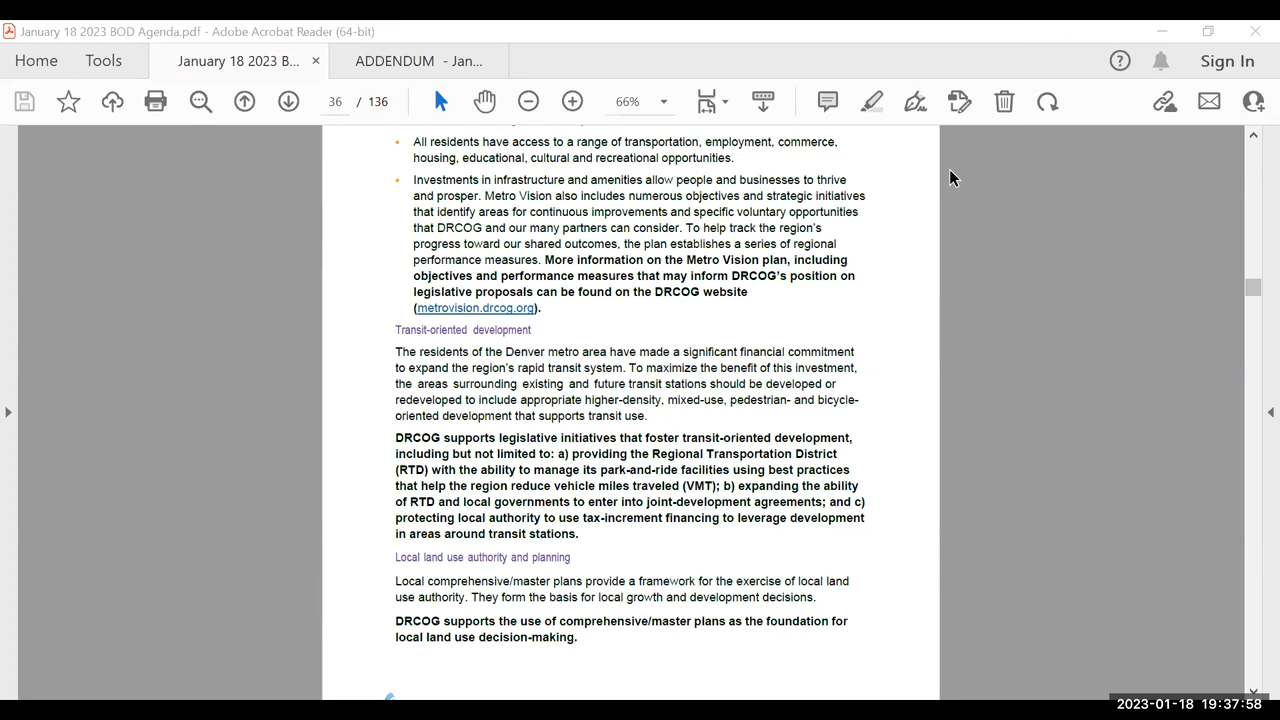 January 18 2023 BOD Agenda.pdf - Adobe Acrobat Reader (64-bit)
Home Tools January 18 2023 B... × ADDENDUM - Jan... Sign In
36 / 136 66%
• All residents have access to a range of transportation, employment, commerce,
housing, educational, cultural and recreational opportunities.
• Investments in infrastructure and amenities allow people and businesses to thrive
and prosper. Metro Vision also includes numerous objectives and strategic initiatives
that identify areas for continuous improvements and specific voluntary opportunities
that DRCOG and our many partners can consider. To help track the region's
progress toward our shared outcomes, the plan establishes a series of regional
performance measures. More information on the Metro Vision plan, including
objectives and performance measures that may inform DRCOG's position on
legislative proposals can be found on the DRCOG website
(metrovision.drcog.org).
Transit-oriented development
The residents of the Denver metro area have made a significant financial commitment
to expand the region's rapid transit system. To maximize the benefit of this investment,
the areas surrounding existing and future transit stations should be developed or
redeveloped to include appropriate higher-density, mixed-use, pedestrian- and bicycle-
oriented development that supports transit use.
DRCOG supports legislative initiatives that foster transit-oriented development,
including but not limited to: a) providing the Regional Transportation District
(RTD) with the ability to manage its park-and-ride facilities using best practices
that help the region reduce vehicle miles traveled (VMT); b) expanding the ability
of RTD and local governments to enter into joint-development agreements; and c)
protecting local authority to use tax-increment financing to leverage development
in areas around transit stations.
Local land use authority and planning
Local comprehensive/master plans provide a framework for the exercise of local land
use authority. They form the basis for local growth and development decisions.
DRCOG supports the use of comprehensive/master plans as the foundation for
local land use decision-making.
2023-01-18 19:37:58